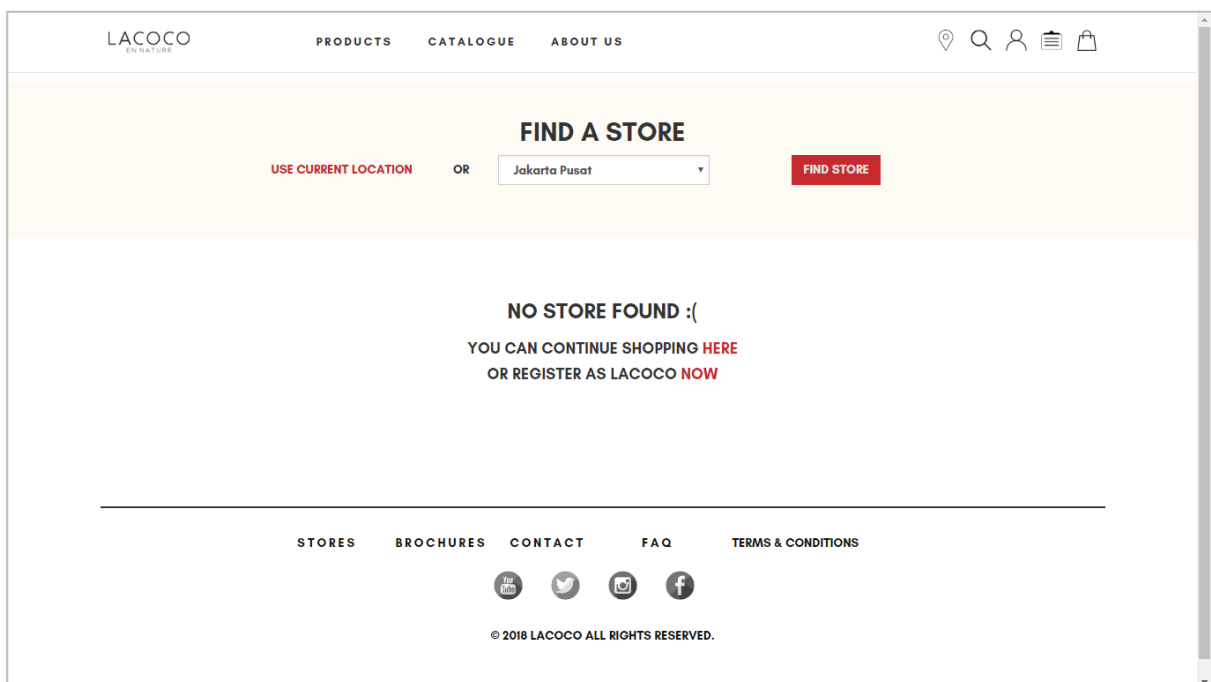 LACOCO
EN NATURE
PRODUCTS CATALOGUE ABOUT US
FIND A STORE
USE CURRENT LOCATION OR Jakarta Pusat FIND STORE
NO STORE FOUND :(
YOU CAN CONTINUE SHOPPING HERE
OR REGISTER AS LACOCO NOW
STORES BROCHURES CONTACT FAQ TERMS & CONDITIONS
You Tube
© 2018 LACOCO ALL RIGHTS RESERVED.